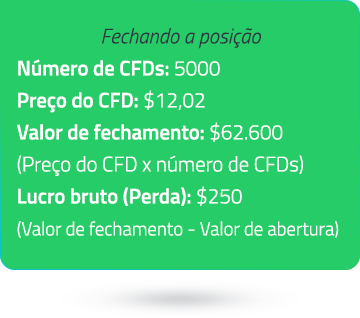 Fechando a posição
Número de CFDs: 5000
Preço do CFD: $12,02
Valor de fechamento: $62.600
(Preço do CFD x número de CFDs)
Lucro bruto (Perda): $250
(Valor de fechamento - Valor de abertura)